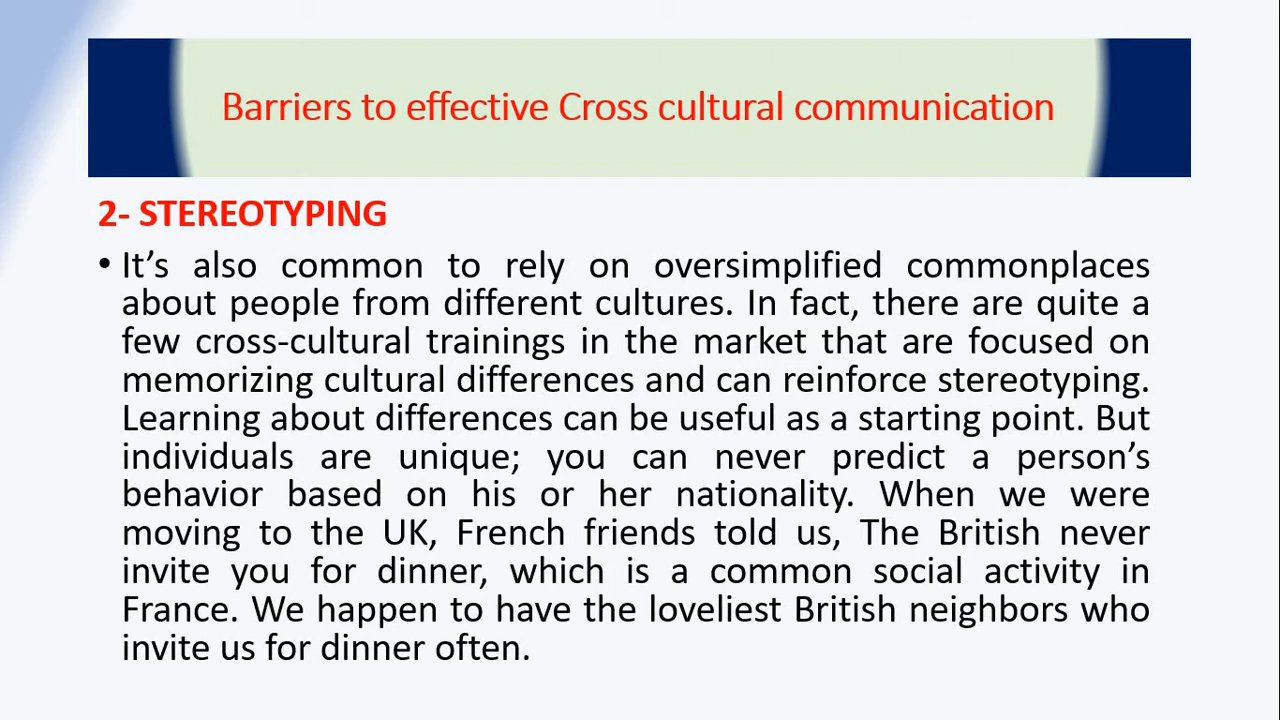 Barriers to effective Cross cultural communication
2- STEREOTYPING
• It’s also common to rely on oversimplified commonplaces
about people from different cultures. In fact, there are quite a
few cross-cultural trainings in the market that are focused on
memorizing cultural differences and can reinforce stereotyping.
Learning about differences can be useful as a starting point. But
individuals are unique; you can never predict a person’s
behavior based on his or her nationality. When we were
moving to the UK, French friends told us, The British never
invite you for dinner, which is a common social activity in
France. We happen to have the loveliest British neighbors who
invite us for dinner often.